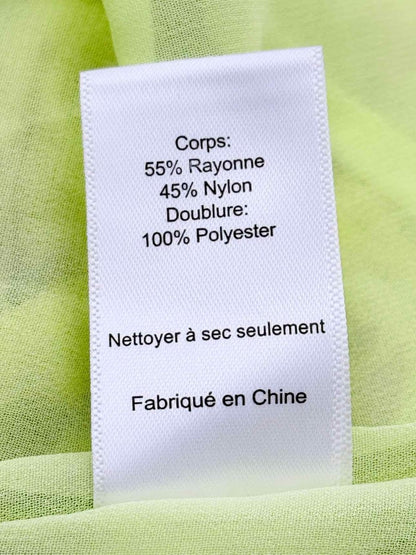 Corps:
55% Rayonne
45% Nylon
Doublure:
100% Polyester
Nettoyer à sec seulement
Fabriqué en Chine